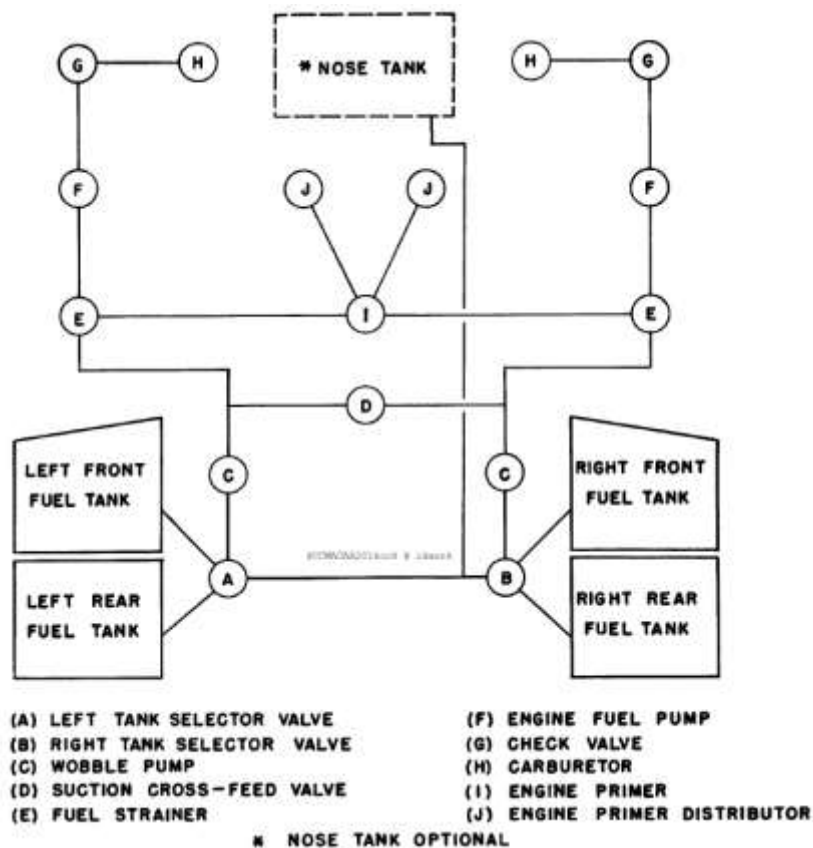 G H * NOSE TANK H G
F J J F
E I E
D
LEFT FRONT
FUEL TANK
C C
RIGHT FRONT
FUEL TANK
A B
LEFT REAR
FUEL TANK
RIGHT REAR
FUEL TANK
(A) LEFT TANK SELECTOR VALVE
(B) RIGHT TANK SELECTOR VALVE
(C) WOBBLE PUMP
(D) SUCTION CROSS-FEED VALVE
(E) FUEL STRAINER
(F) ENGINE FUEL PUMP
(G) CHECK VALVE
(H) CARBURETOR
(I) ENGINE PRIMER
(J) ENGINE PRIMER DISTRIBUTOR
* NOSE TANK OPTIONAL